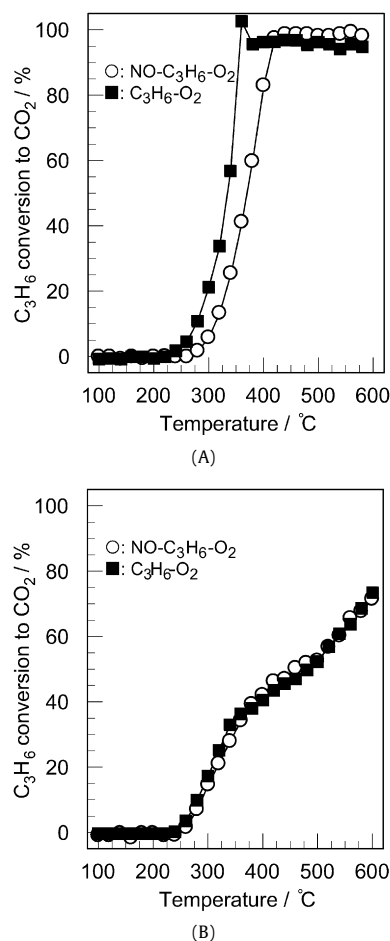 100
80
60
40
20
0
C₃H₆ conversion to CO₂ / %
○: NO-C₃H₆-O₂
■: C₃H₆-O₂
100 200 300 400 500 600
Temperature / °C
(A)
100
80
60
40
20
0
C₃H₆ conversion to CO₂ / %
○: NO-C₃H₆-O₂
■: C₃H₆-O₂
100 200 300 400 500 600
Temperature / °C
(B)